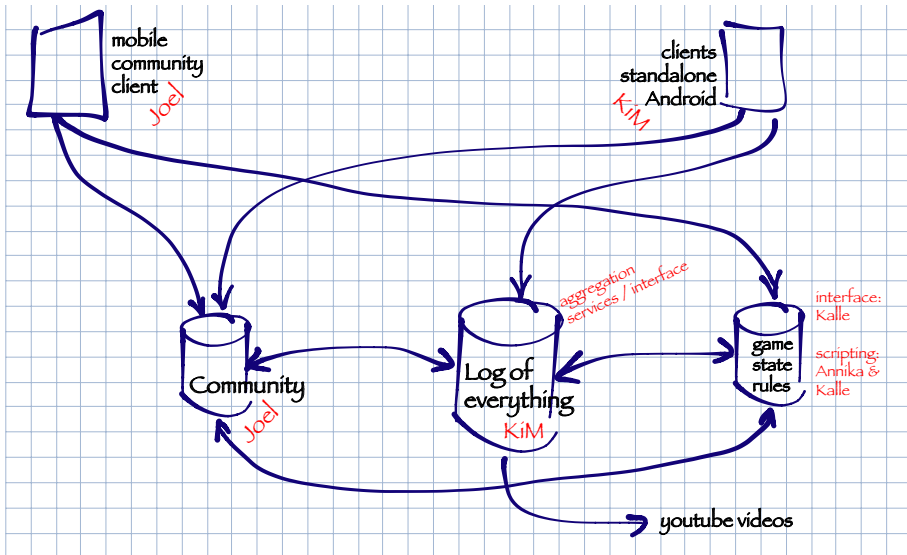 mobile
community
client
Joel
clients
standalone
Android
KiM
aggregation
services / interface
interface:
Kalle
game
state
rules
scripting:
Annika &
Kalle
Community
Joel
Log of
everything
KiM
youtube videos